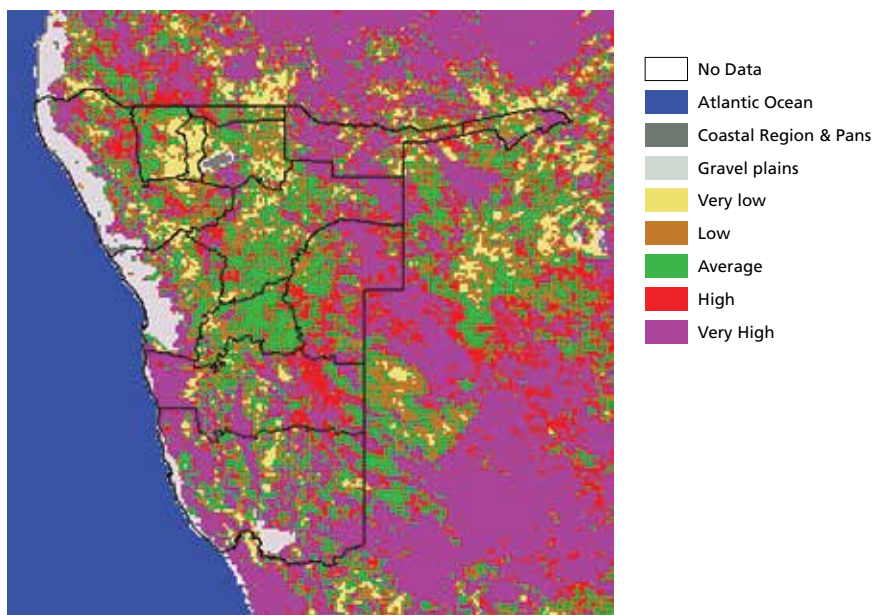 No Data
Atlantic Ocean
Coastal Region & Pans
Gravel plains
Very low
Low
Average
High
Very High